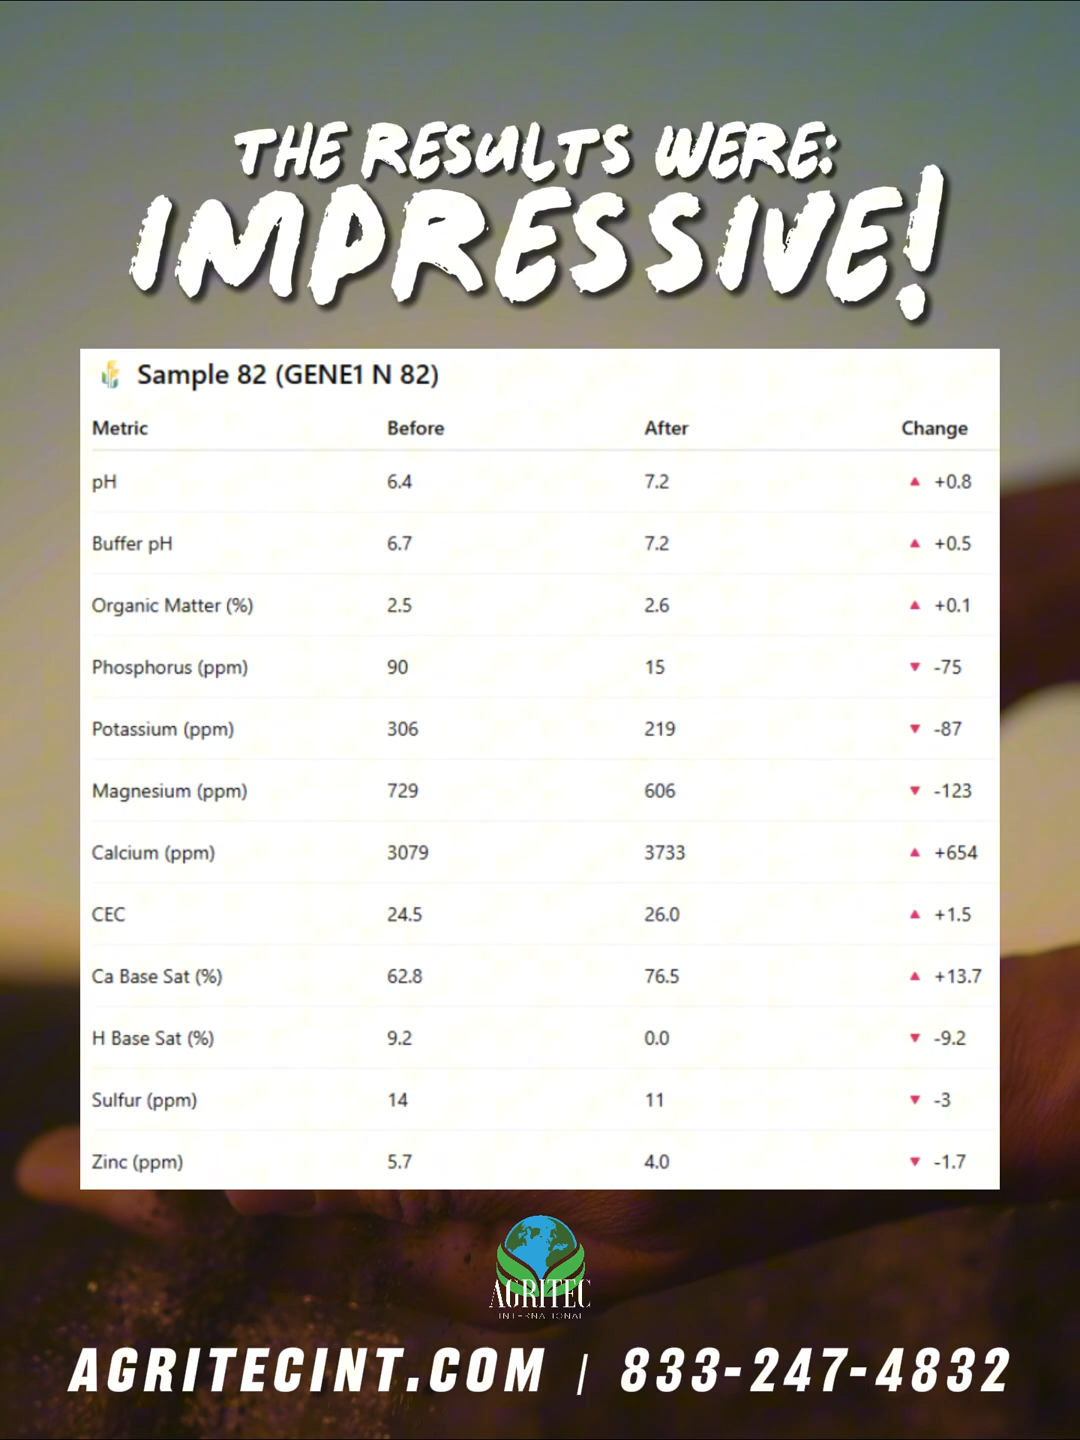 THE RESULTS WERE:
IMPRESSIVE!
Sample 82 (GENE1 N 82)
Metric Before After Change
pH 6.4 7.2 ▲ +0.8
Buffer pH 6.7 7.2 ▲ +0.5
Organic Matter (%) 2.5 2.6 ▲ +0.1
Phosphorus (ppm) 90 15 ▼ -75
Potassium (ppm) 306 219 ▼ -87
Magnesium (ppm) 729 606 ▼ -123
Calcium (ppm) 3079 3733 ▲ +654
CEC 24.5 26.0 ▲ +1.5
Ca Base Sat (%) 62.8 76.5 ▲ +13.7
H Base Sat (%) 9.2 0.0 ▼ -9.2
Sulfur (ppm) 14 11 ▼ -3
Zinc (ppm) 5.7 4.0 ▼ -1.7
AGRITEC
INTERNATIONAL
AGRITECINT.COM / 833-247-4832